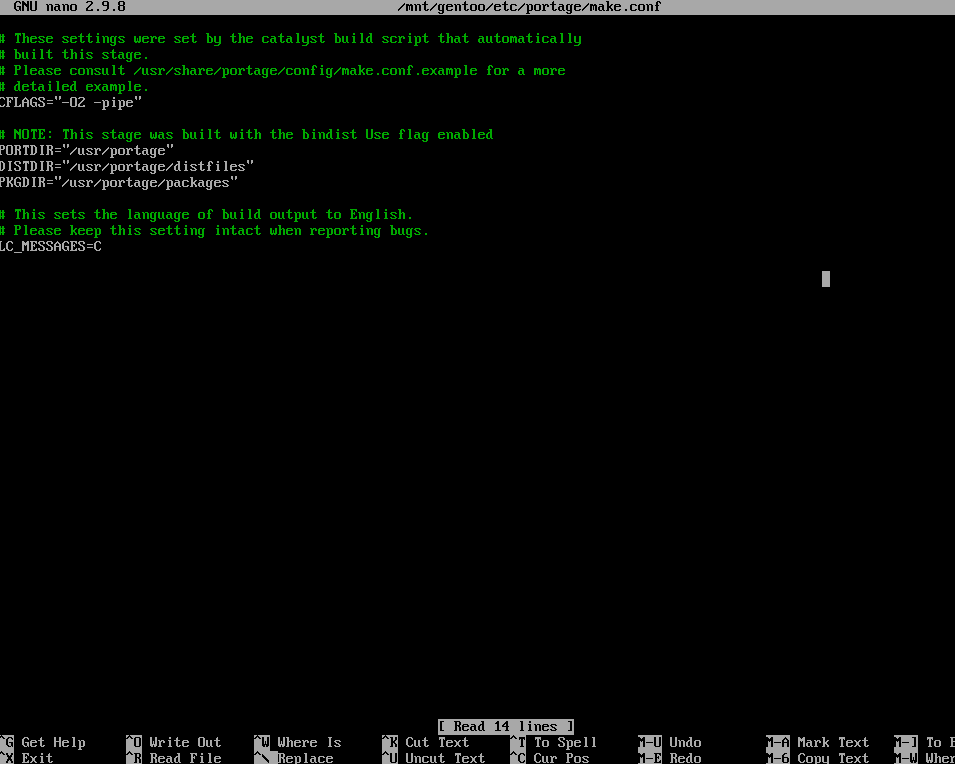 GNU nano 2.9.8 /mnt/gentoo/etc/portage/make.conf
# These settings were set by the catalyst build script that automatically
# built this stage.
# Please consult /usr/share/portage/config/make.conf.example for a more
# detailed example.
CFLAGS="-O2 -pipe"
# NOTE: This stage was built with the bindist Use flag enabled
PORTDIR="/usr/portage"
DISTDIR="/usr/portage/distfiles"
PKGDIR="/usr/portage/packages"
# This sets the language of build output to English.
# Please keep this setting intact when reporting bugs.
LC_MESSAGES=C
[ Read 14 lines ]
^G Get Help ^O Write Out ^W Where Is ^K Cut Text ^T To Spell M-U Undo M-A Mark Text M-] To
^X Exit ^R Read File ^\ Replace ^U Uncut Text ^C Cur Pos M-E Redo M-6 Copy Text M-W